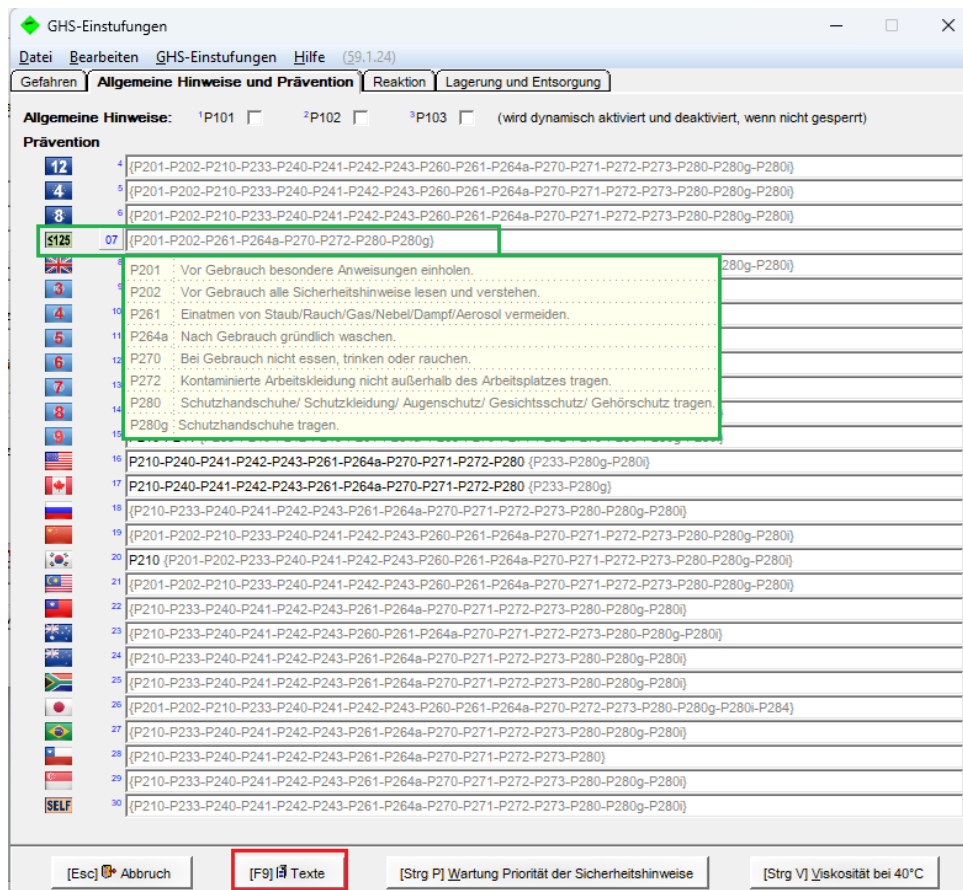 GHS-Einstufungen
Datei Bearbeiten GHS-Einstufungen Hilfe (59.1.24)
Gefahren Allgemeine Hinweise und Prävention Reaktion Lagerung und Entsorgung
Allgemeine Hinweise: 1P101 2P102 3P103 (wird dynamisch aktiviert und deaktiviert, wenn nicht gesperrt)
Prävention
12 4 {P201-P202-P210-P233-P240-P241-P242-P243-P260-P261-P264a-P270-P271-P272-P273-P280-P280g-P280i}
4 5 {P201-P202-P210-P233-P240-P241-P242-P243-P260-P261-P264a-P270-P271-P272-P273-P280-P280g-P280i}
8 6 {P201-P202-P210-P233-P240-P241-P242-P243-P260-P261-P264a-P270-P271-P272-P273-P280-P280g-P280i}
≤125 07 {P201-P202-P261-P264a-P270-P272-P280-P280g}
8 280g-P280i}
P201 Vor Gebrauch besondere Anweisungen einholen.
3 9
P202 Vor Gebrauch alle Sicherheitshinweise lesen und verstehen.
4 10 P261 Einatmen von Staub/Rauch/Gas/Nebel/Dampf/Aerosol vermeiden.
5 11 P264a Nach Gebrauch gründlich waschen.
6 12 P270 Bei Gebrauch nicht essen, trinken oder rauchen.
7 13 P272 Kontaminierte Arbeitskleidung nicht außerhalb des Arbeitsplatzes tragen.
8 14 P280 Schutzhandschuhe/ Schutzkleidung/ Augenschutz/ Gesichtsschutz/ Gehörschutz tragen.
9 15 P280g Schutzhandschuhe tragen.
16 P210-P240-P241-P242-P243-P261-P264a-P270-P271-P272-P280 {P233-P280g-P280i}
17 P210-P240-P241-P242-P243-P261-P264a-P270-P271-P272-P280 {P233-P280g}
18 {P210-P233-P240-P241-P242-P243-P261-P264a-P270-P271-P272-P273-P280-P280g-P280i}
19 {P201-P202-P210-P233-P240-P241-P242-P243-P260-P261-P264a-P270-P271-P272-P273-P280-P280g-P280i}
20 P210 {P201-P202-P233-P240-P241-P242-P243-P260-P261-P264a-P270-P271-P272-P273-P280-P280g-P280i}
21 {P201-P202-P210-P233-P240-P241-P242-P243-P260-P261-P264a-P270-P271-P272-P273-P280-P280g-P280i}
22 {P210-P233-P240-P241-P242-P243-P261-P264a-P270-P271-P272-P273-P280-P280g-P280i}
23 {P210-P233-P240-P241-P242-P243-P260-P261-P264a-P270-P271-P272-P273-P280-P280g-P280i}
24 {P210-P233-P240-P241-P242-P243-P261-P264a-P270-P271-P272-P273-P280-P280g-P280i}
25 {P210-P233-P240-P241-P242-P243-P261-P264a-P270-P271-P272-P273-P280-P280g-P280i}
26 {P201-P202-P210-P233-P240-P241-P242-P243-P260-P261-P264a-P270-P272-P273-P280-P280g-P280i-P284}
27 {P210-P233-P240-P241-P242-P243-P261-P264a-P270-P271-P272-P273-P280-P280g-P280i}
28 {P210-P233-P240-P241-P242-P243-P261-P264a-P270-P271-P272-P273-P280}
29 {P210-P233-P240-P241-P242-P243-P261-P264a-P270-P271-P272-P273-P280-P280g-P280i}
SELF 30 {P210-P233-P240-P241-P242-P243-P261-P264a-P270-P271-P272-P273-P280-P280g-P280i}
[Esc] Abbruch [F9] Texte [Strg P] Wartung Priorität der Sicherheitshinweise [Strg V] Viskosität bei 40°C